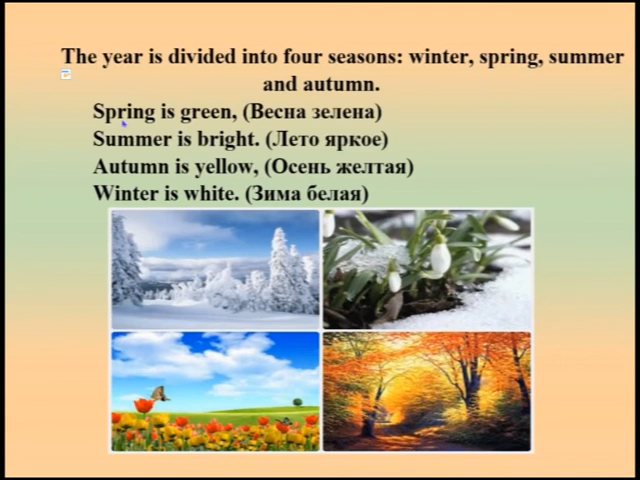 The year is divided into four seasons: winter, spring, summer
and autumn.
Spring is green, (Весна зелена)
Summer is bright. (Лето яркое)
Autumn is yellow, (Осень желтая)
Winter is white. (Зима белая)